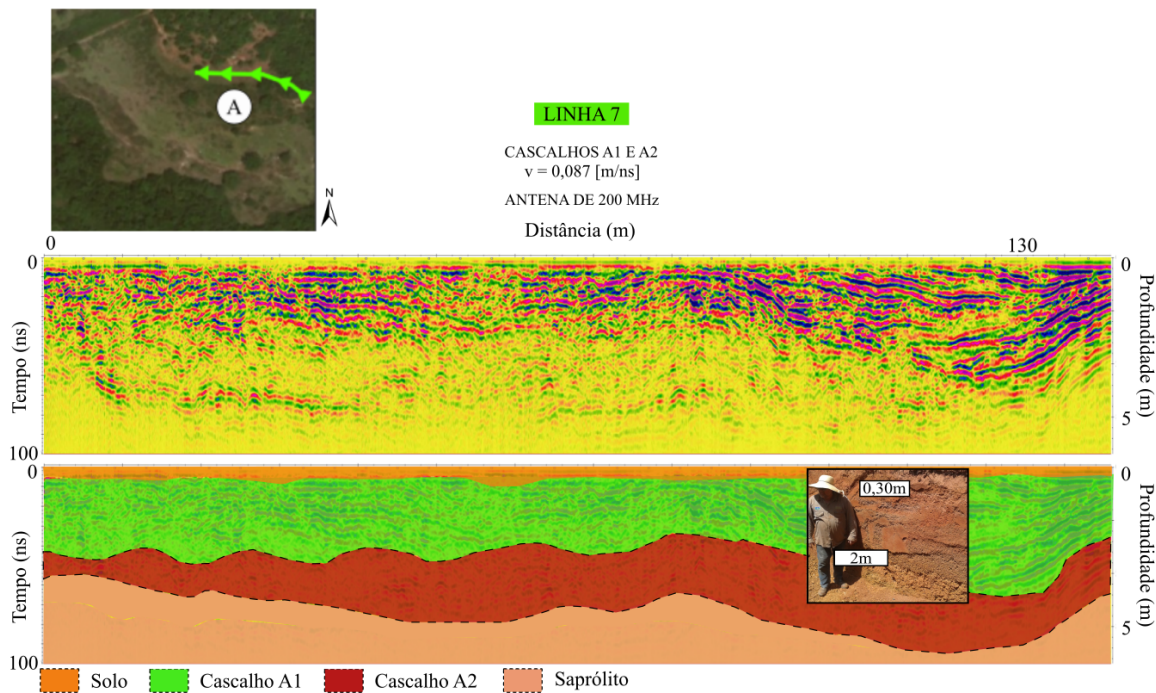 A
N
LINHA 7
CASCALHOS A1 E A2
v = 0,087 [m/ns]
ANTENA DE 200 MHz
Distância (m)
0
130
0
100
Tempo (ns)
0
5
Profundidade (m)
0
100
Tempo (ns)
0,30m
2m
0
5
Profundidade (m)
Solo
Cascalho A1
Cascalho A2
Saprólito